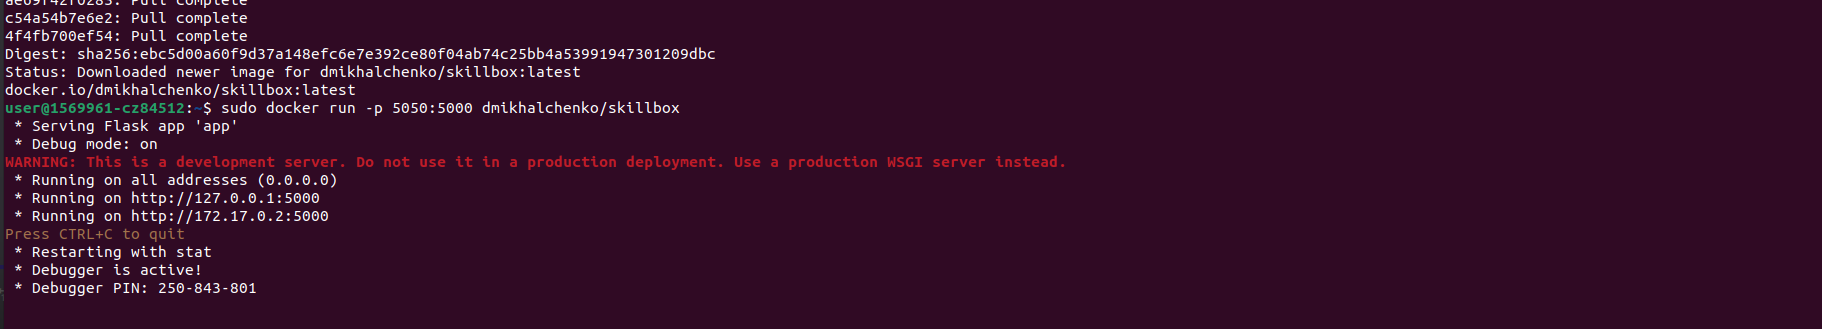 ae69f42f0283: Pull complete
c54a54b7e6e2: Pull complete
4f4fb700ef54: Pull complete
Digest: sha256:ebc5d00a60f9d37a148efc6e7e392ce80f04ab74c25bb4a53991947301209dbc
Status: Downloaded newer image for dmikhalchenko/skillbox:latest
docker.io/dmikhalchenko/skillbox:latest
user@1569961-cz84512:~$ sudo docker run -p 5050:5000 dmikhalchenko/skillbox
 * Serving Flask app 'app'
 * Debug mode: on
WARNING: This is a development server. Do not use it in a production deployment. Use a production WSGI server instead.
 * Running on all addresses (0.0.0.0)
 * Running on http://127.0.0.1:5000
 * Running on http://172.17.0.2:5000
Press CTRL+C to quit
 * Restarting with stat
 * Debugger is active!
 * Debugger PIN: 250-843-801